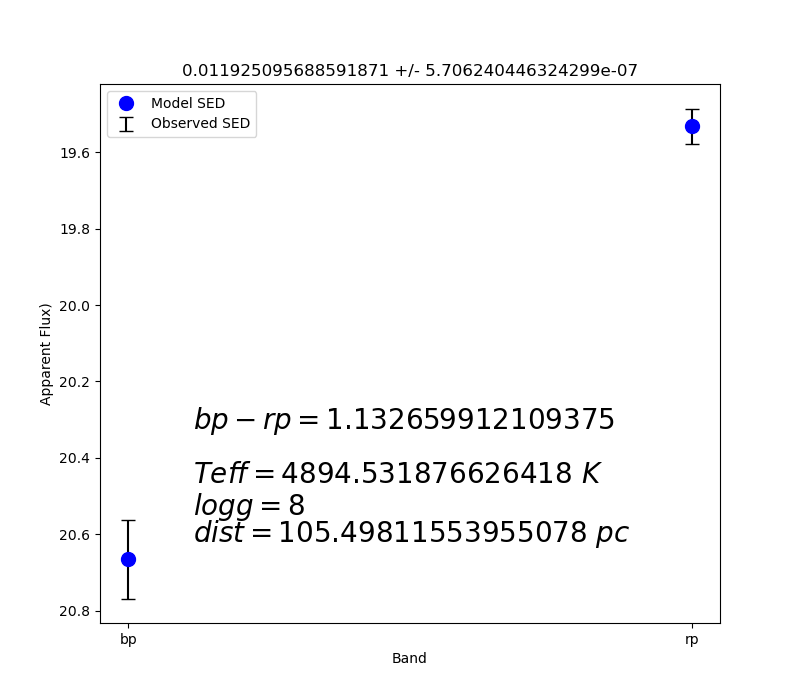 0.011925095688591871 +/- 5.706240446324299e-07
Model SED
Observed SED
19.6
19.8
20.0
20.2
20.4
20.6
20.8
Apparent Flux)
bp − rp = 1.132659912109375
Teff = 4894.531876626418 K
logg = 8
dist = 105.49811553955078 pc
bp
rp
Band